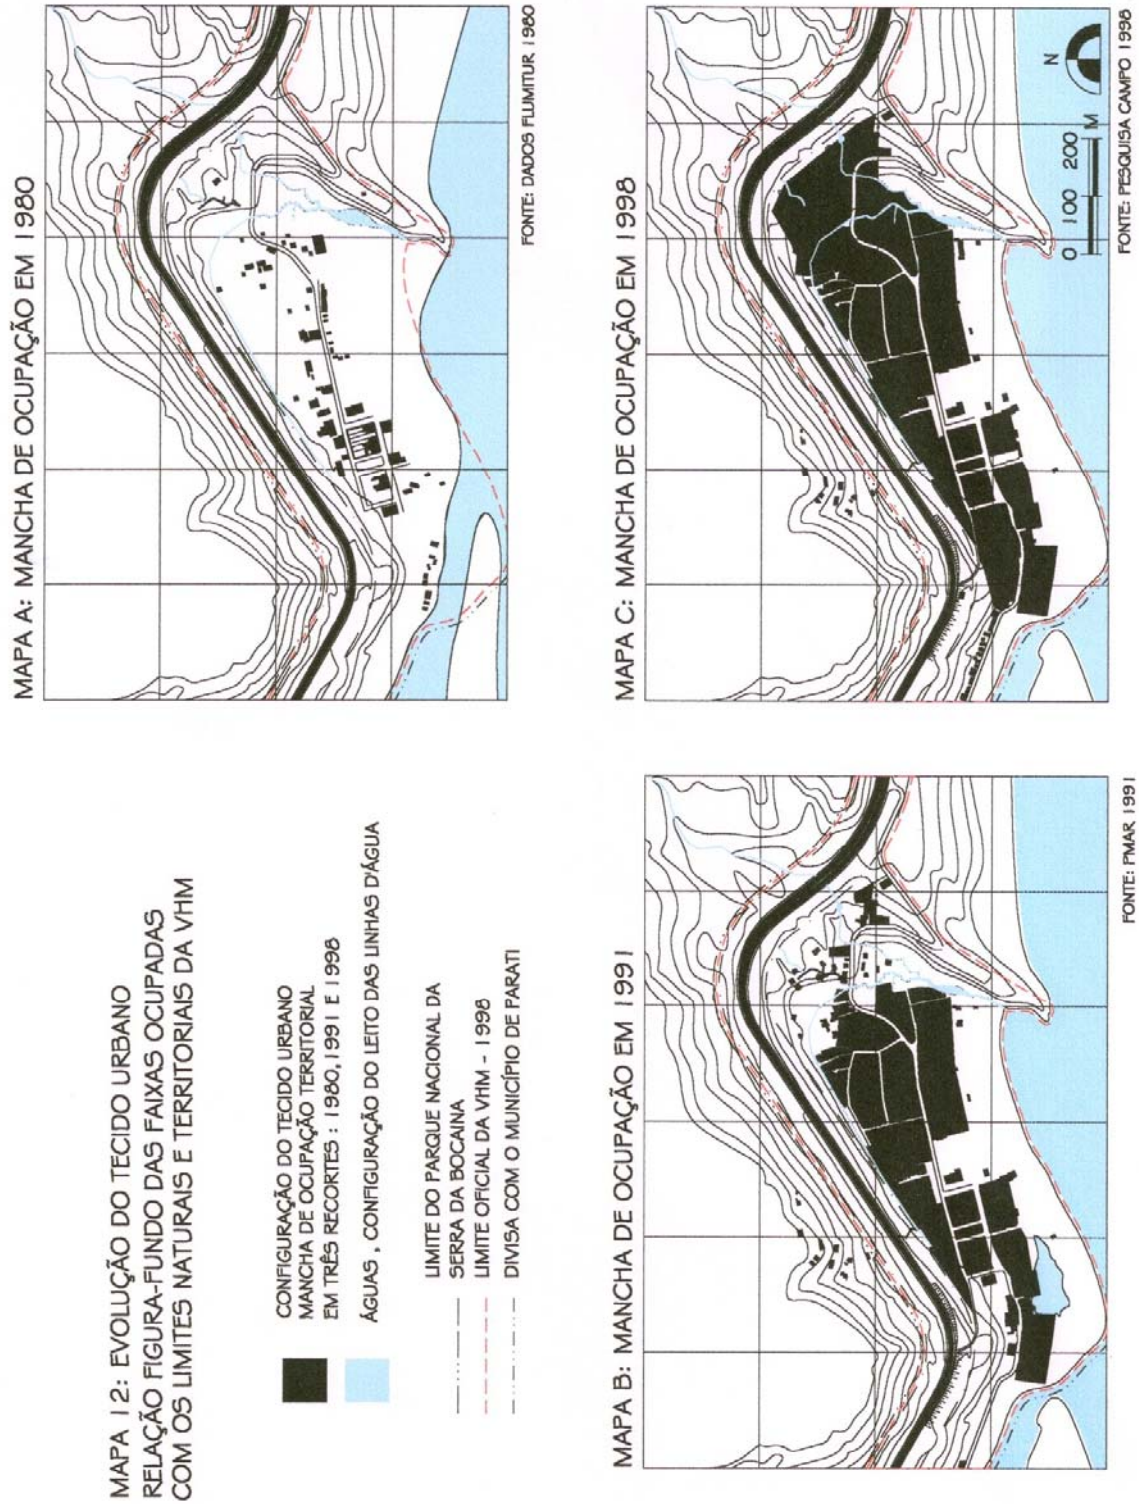 MAPA 12: EVOLUÇÃO DO TECIDO URBANO
RELAÇÃO FIGURA-FUNDO DAS FAIXAS OCUPADAS
COM OS LIMITES NATURAIS E TERRITORIAIS DA VHM
CONFIGURAÇÃO DO TECIDO URBANO
MANCHA DE OCUPAÇÃO TERRITORIAL
EM TRÊS RECORTES : 1980, 1991 E 1998
ÁGUAS , CONFIGURAÇÃO DO LEITO DAS LINHAS D'ÁGUA
LIMITE DO PARQUE NACIONAL DA
SERRA DA BOCAINA
LIMITE OFICIAL DA VHM - 1998
DIVISA COM O MUNICÍPIO DE PARATI
MAPA A: MANCHA DE OCUPAÇÃO EM 1980
FONTE: DADOS FLUMITUR 1980
MAPA B: MANCHA DE OCUPAÇÃO EM 1991
FONTE: PMAR 1991
MAPA C: MANCHA DE OCUPAÇÃO EM 1998
N
0 100 200
M
FONTE: PESQUISA CAMPO 1998